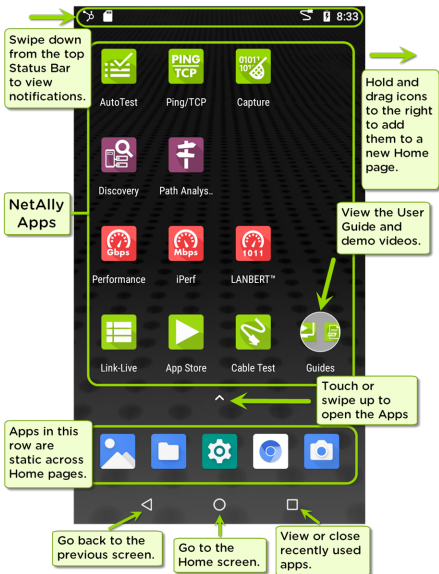 8:33
Swipe down
from the top
Status Bar
to view
notifications.
PING
TCP
01011
101
AutoTest
Ping/TCP
Capture
Hold and
drag icons
to the right
to add
them to a
new Home
page.
Discovery
Path Analys..
NetAlly
Apps
View the User
Guide and
demo videos.
Gbps
Mbps
1011
Performance
iPerf
LANBERT™
Link-Live
App Store
Cable Test
Guides
Touch or
swipe up to
open the Apps
Apps in this
row are
static across
Home pages.
Go back to the
previous screen.
Go to the
Home screen.
View or close
recently used
apps.